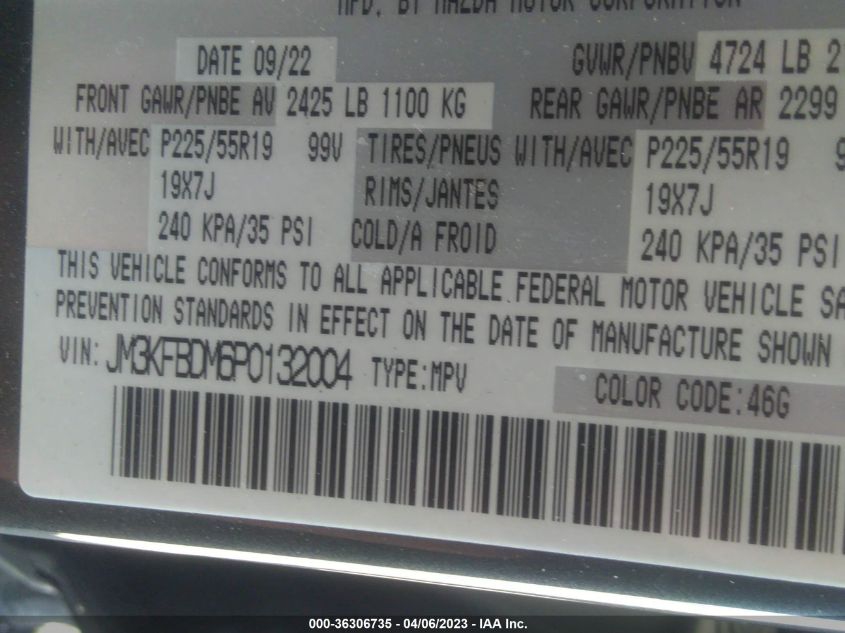 MFD. BY MAZDA MOTOR CORPORATION
DATE 09/22 GVWR/PNBV 4724 LB 2
FRONT GAWR/PNBE AV 2425 LB 1100 KG REAR GAWR/PNBE AR 2299
WITH/AVEC P225/55R19 99V TIRES/PNEUS WITH/AVEC P225/55R19 9
19X7J RIMS/JANTES 19X7J
240 KPA/35 PSI COLD/A FROID 240 KPA/35 PSI
THIS VEHICLE CONFORMS TO ALL APPLICABLE FEDERAL MOTOR VEHICLE SA
PREVENTION STANDARDS IN EFFECT ON THE DATE OF MANUFACTURE SHOWN
VIN: JM3KFBDM6P0132004 TYPE:MPV COLOR CODE:46G
000-36306735 - 04/06/2023 - IAA Inc.